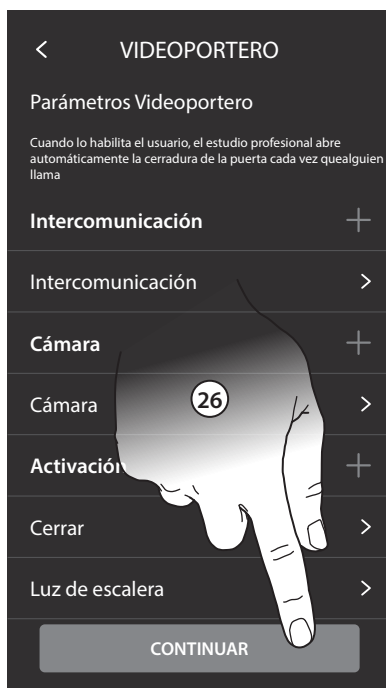 VIDEOPORTERO
Parámetros Videoportero
Cuando lo habilita el usuario, el estudio profesional abre
automáticamente la cerradura de la puerta cada vez quealguien
llama
Intercomunicación
Intercomunicación
Cámara
Cámara
26
Activación
Cerrar
Luz de escalera
CONTINUAR